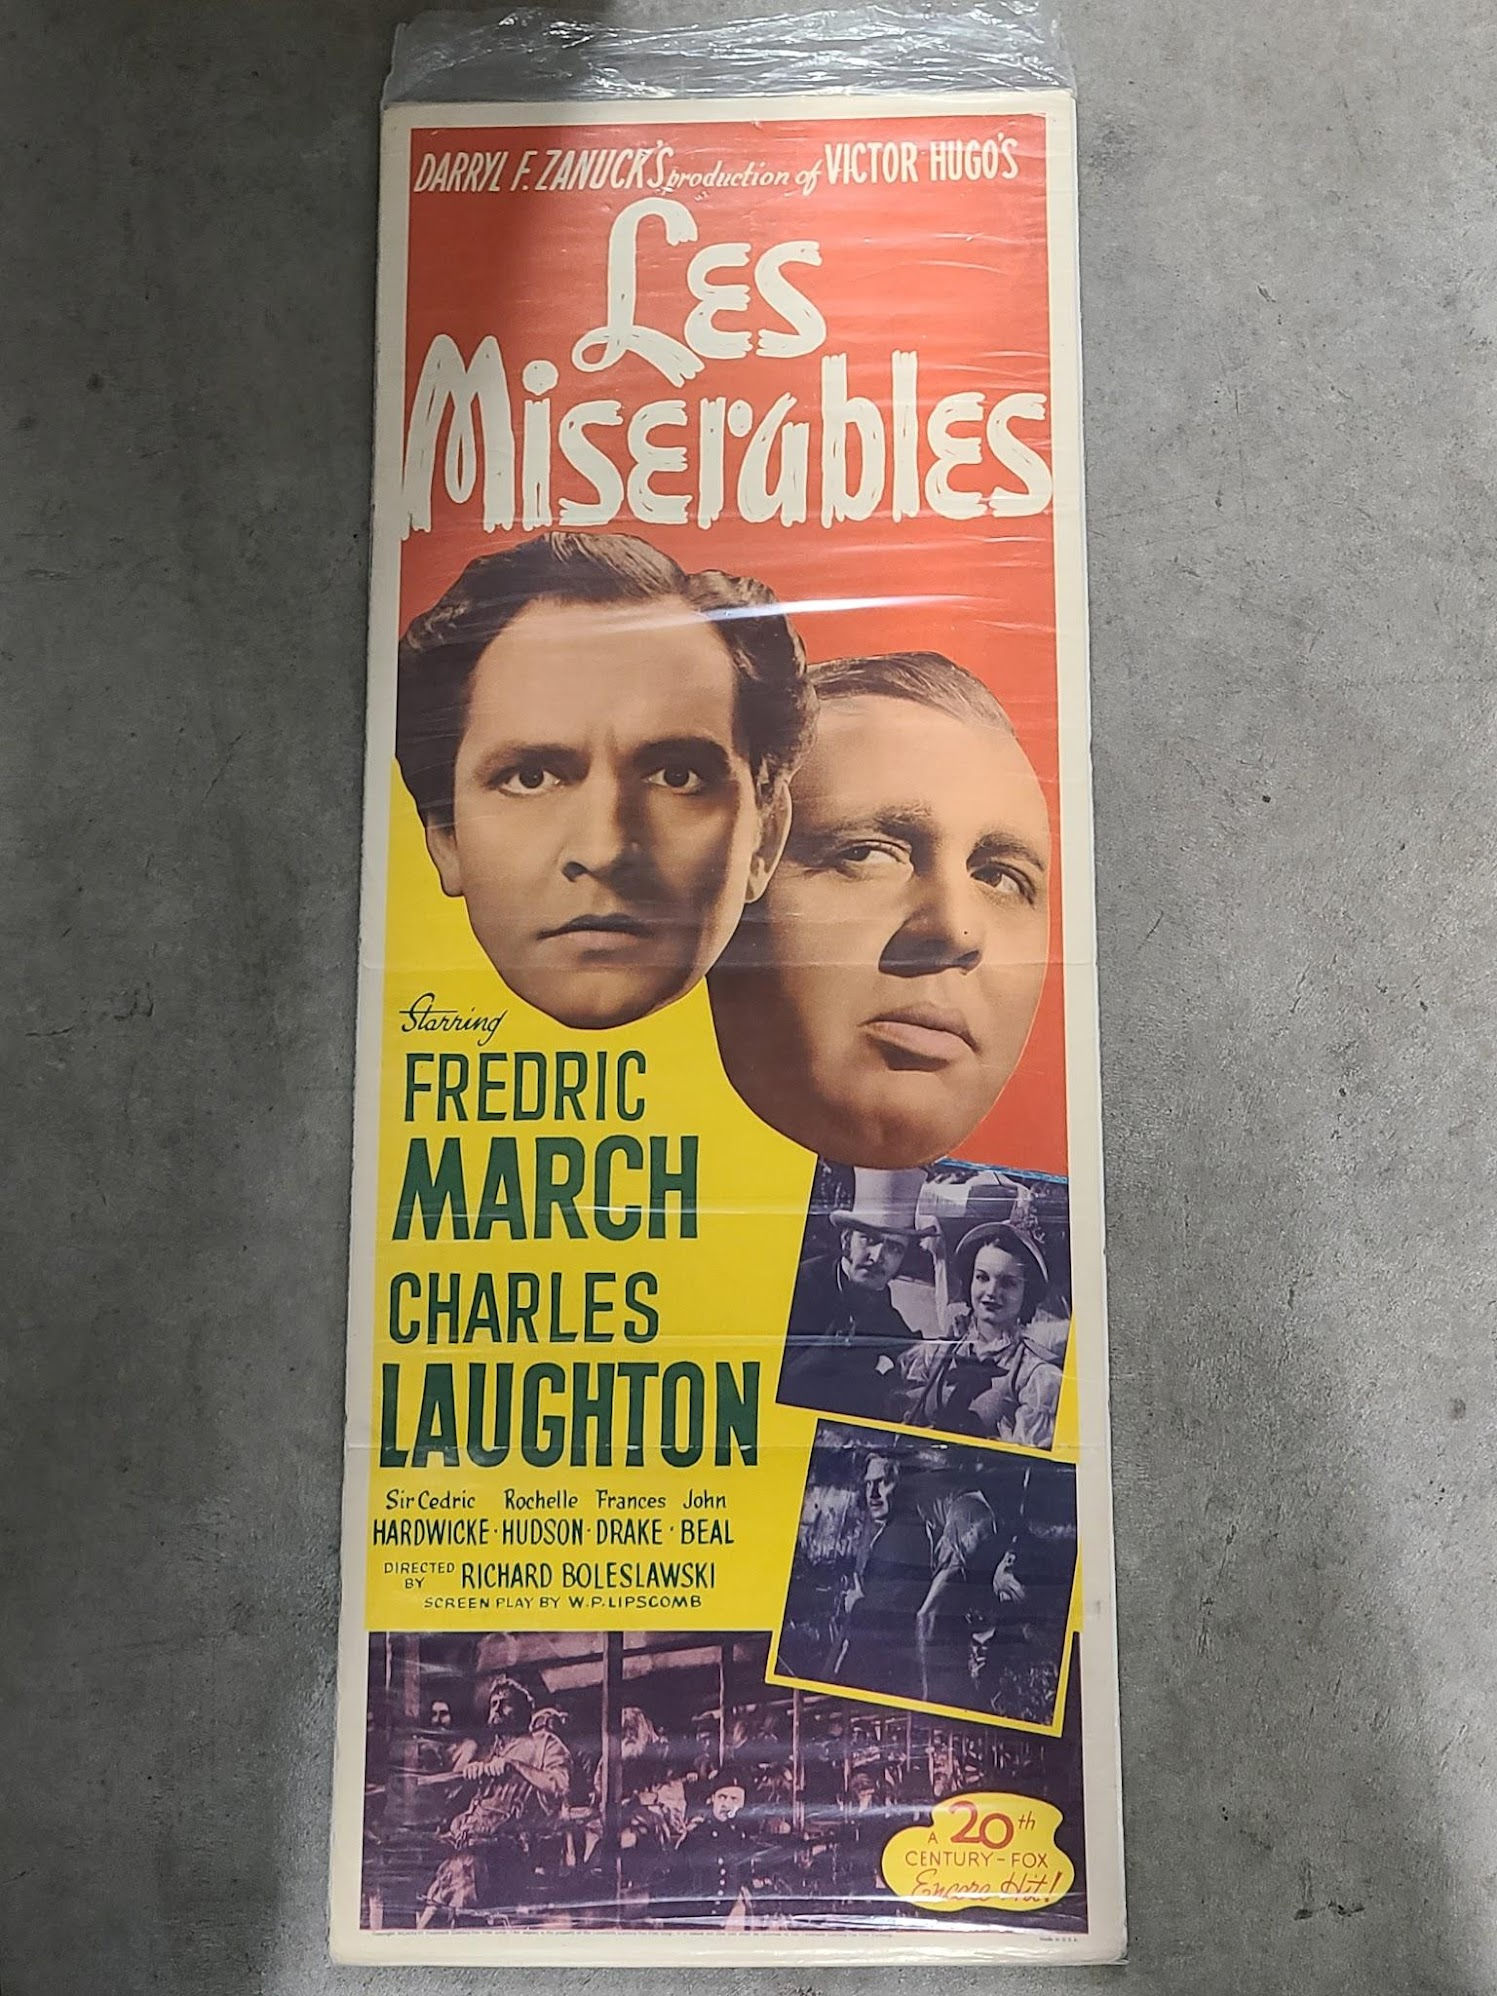 DARRYL F. ZANUCK'S production of VICTOR HUGO'S
LES
MISERABLES
Starring
FREDRIC
MARCH
CHARLES
LAUGHTON
Sir Cedric Rochelle Frances John
HARDWICKE · HUDSON · DRAKE · BEAL
DIRECTED BY RICHARD BOLESLAWSKI
SCREEN PLAY BY W.P. LIPSCOMB
A 20th
CENTURY-FOX
Encore Hit!